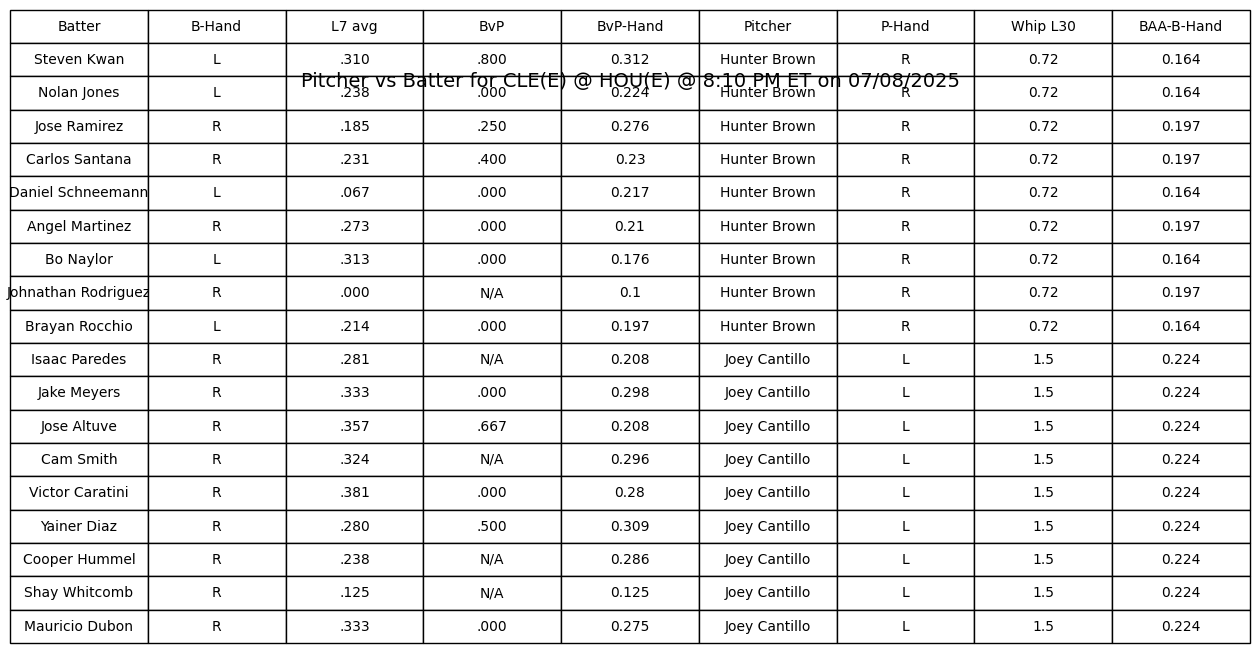 Batter B-Hand L7 avg BvP BvP-Hand Pitcher P-Hand Whip L30 BAA-B-Hand
Steven Kwan L .310 .800 0.312 Hunter Brown R 0.72 0.164
Pitcher vs Batter for CLE(E) @ HOU(E) @ 8:10 PM ET on 07/08/2025
Nolan Jones L .238 .000 0.224 Hunter Brown R 0.72 0.164
Jose Ramirez R .185 .250 0.276 Hunter Brown R 0.72 0.197
Carlos Santana R .231 .400 0.23 Hunter Brown R 0.72 0.197
Daniel Schneemann L .067 .000 0.217 Hunter Brown R 0.72 0.164
Angel Martinez R .273 .000 0.21 Hunter Brown R 0.72 0.197
Bo Naylor L .313 .000 0.176 Hunter Brown R 0.72 0.164
Johnathan Rodriguez R .000 N/A 0.1 Hunter Brown R 0.72 0.197
Brayan Rocchio L .214 .000 0.197 Hunter Brown R 0.72 0.164
Isaac Paredes R .281 N/A 0.208 Joey Cantillo L 1.5 0.224
Jake Meyers R .333 .000 0.298 Joey Cantillo L 1.5 0.224
Jose Altuve R .357 .667 0.208 Joey Cantillo L 1.5 0.224
Cam Smith R .324 N/A 0.296 Joey Cantillo L 1.5 0.224
Victor Caratini R .381 .000 0.28 Joey Cantillo L 1.5 0.224
Yainer Diaz R .280 .500 0.309 Joey Cantillo L 1.5 0.224
Cooper Hummel R .238 N/A 0.286 Joey Cantillo L 1.5 0.224
Shay Whitcomb R .125 N/A 0.125 Joey Cantillo L 1.5 0.224
Mauricio Dubon R .333 .000 0.275 Joey Cantillo L 1.5 0.224